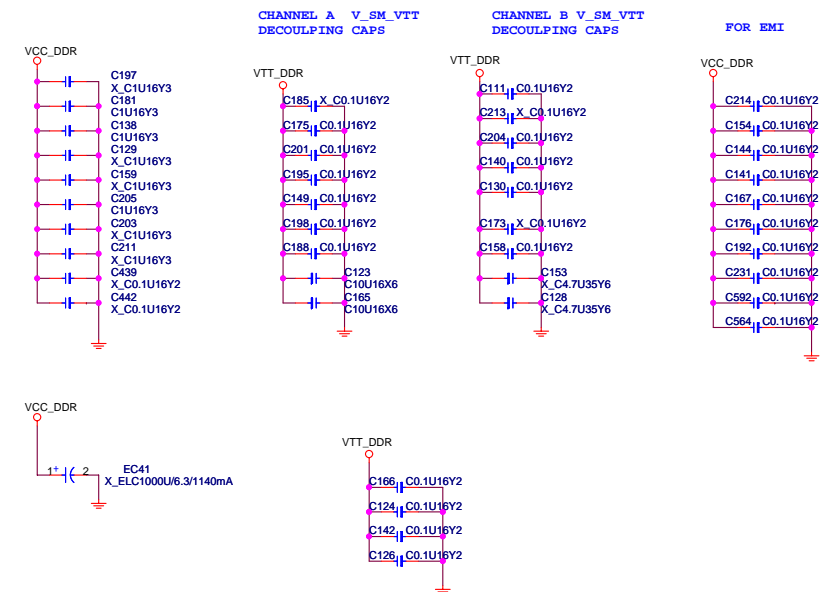 CHANNEL A  V_SM_VTT
DECOULPING CAPS
CHANNEL B V_SM_VTT
DECOULPING CAPS
FOR EMI
VCC_DDR
C197
X_C1U16Y3
C181
C1U16Y3
C138
C1U16Y3
C129
X_C1U16Y3
C159
X_C1U16Y3
C205
C1U16Y3
C203
X_C1U16Y3
C211
X_C1U16Y3
C439
X_C0.1U16Y2
C442
X_C0.1U16Y2
VTT_DDR
C185 X_C0.1U16Y2
C175 C0.1U16Y2
C201 C0.1U16Y2
C195 C0.1U16Y2
C149 C0.1U16Y2
C198 C0.1U16Y2
C188 C0.1U16Y2
C123
C10U16X6
C165
C10U16X6
VTT_DDR
C111 C0.1U16Y2
C213 X_C0.1U16Y2
C204 C0.1U16Y2
C140 C0.1U16Y2
C130 C0.1U16Y2
C173 X_C0.1U16Y2
C158 C0.1U16Y2
C153
X_C4.7U35Y6
C128
X_C4.7U35Y6
VCC_DDR
C214 C0.1U16Y2
C154 C0.1U16Y2
C144 C0.1U16Y2
C141 C0.1U16Y2
C167 C0.1U16Y2
C176 C0.1U16Y2
C192 C0.1U16Y2
C231 C0.1U16Y2
C592 C0.1U16Y2
C564 C0.1U16Y2
VCC_DDR
1 + 2
EC41
X_ELC1000U/6.3/1140mA
VTT_DDR
C166 C0.1U16Y2
C124 C0.1U16Y2
C142 C0.1U16Y2
C126 C0.1U16Y2